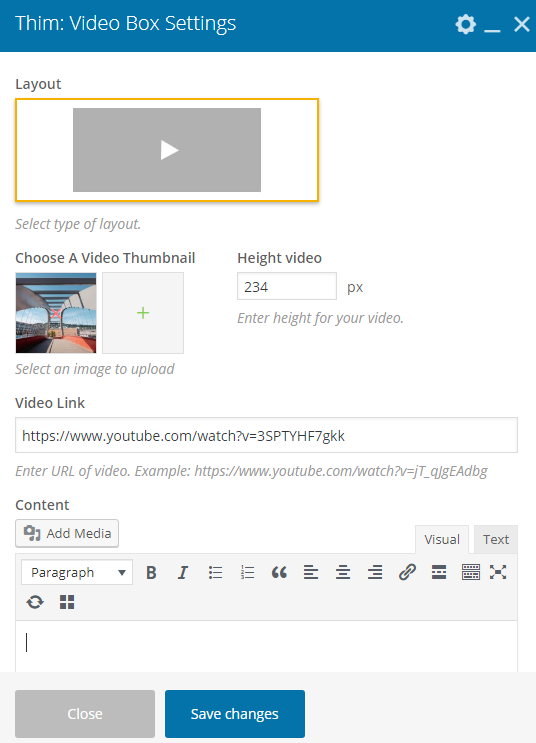 Thim: Video Box Settings
Layout
Select type of layout.
Choose A Video Thumbnail
Height video
234 px
Enter height for your video.
Select an image to upload
Video Link
https://www.youtube.com/watch?v=3SPTYHF7gkk
Enter URL of video. Example: https://www.youtube.com/watch?v=jT_qJgEAdbg
Content
Add Media
Visual Text
Paragraph
Close Save changes